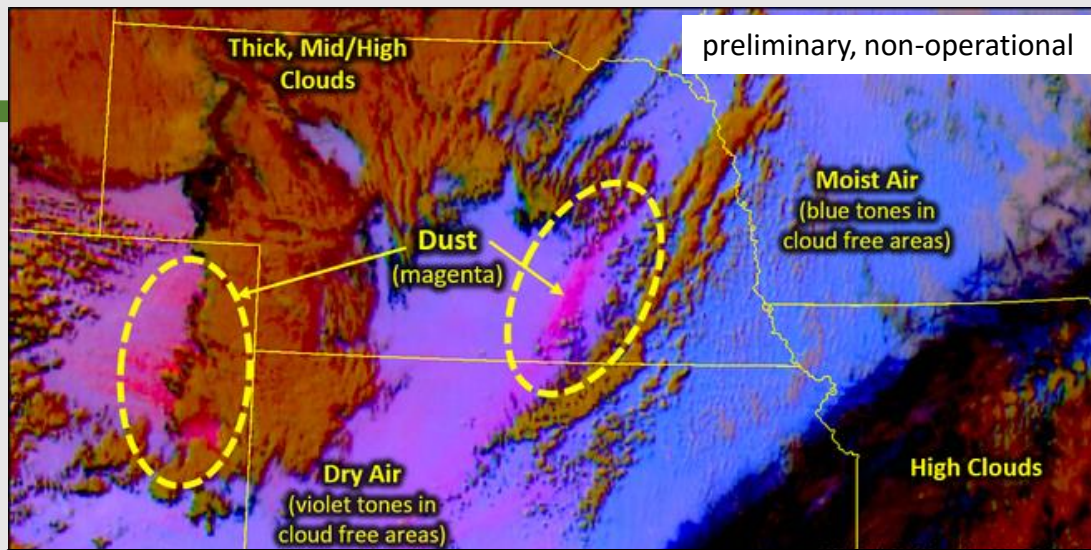 preliminary, non-operational
Thick, Mid/High
Clouds
Moist Air
(blue tones in
cloud free areas)
Dust
(magenta)
Dry Air
(violet tones in
cloud free areas)
High Clouds